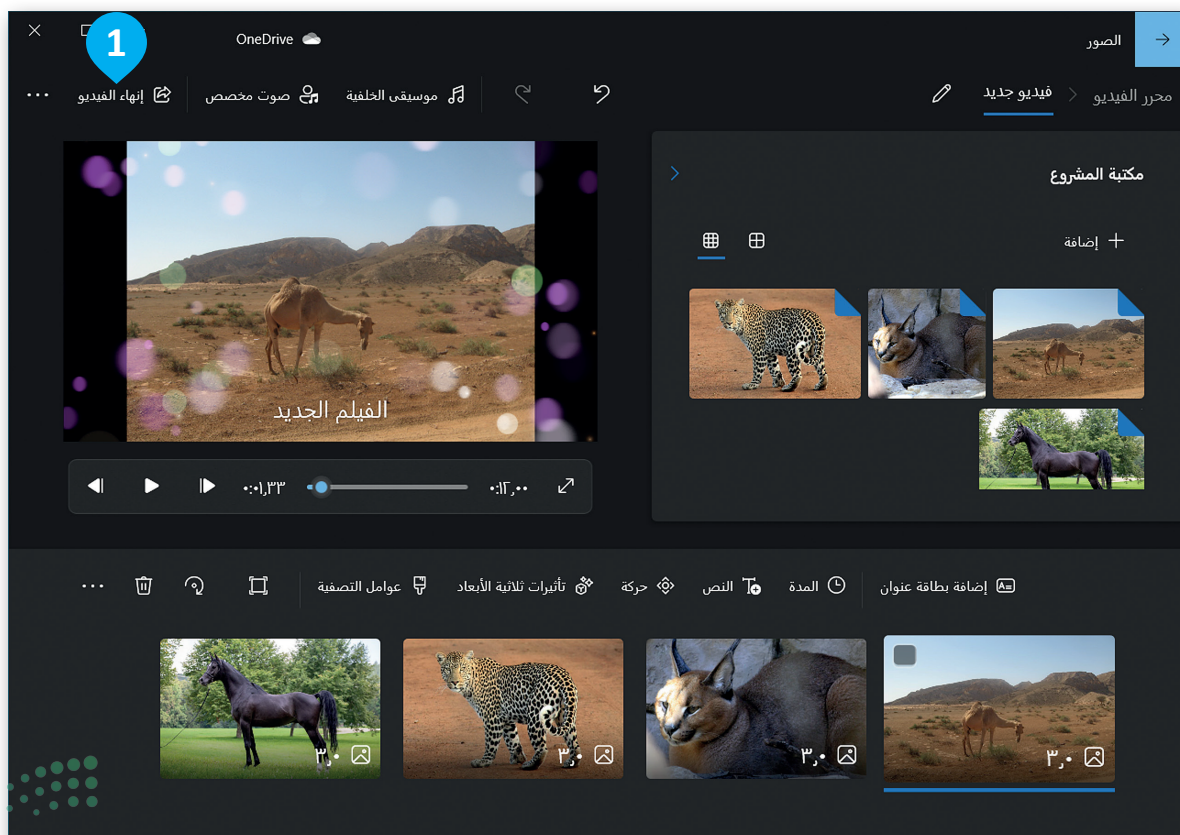 1
OneDrive
الصور
محرر الفيديو
فيديو جديد
موسيقى الخلفية
صوت مخصص
إنهاء الفيديو
مكتبة المشروع
إضافة
الفيلم الجديد
٠:٠١٫٣٣
٠:١٢٫٠٠
إضافة بطاقة عنوان
المدة
النص
حركة
تأثيرات ثلاثية الأبعاد
عوامل التصفية
٣٫٠
٣٫٠
٣٫٠
٣٫٠